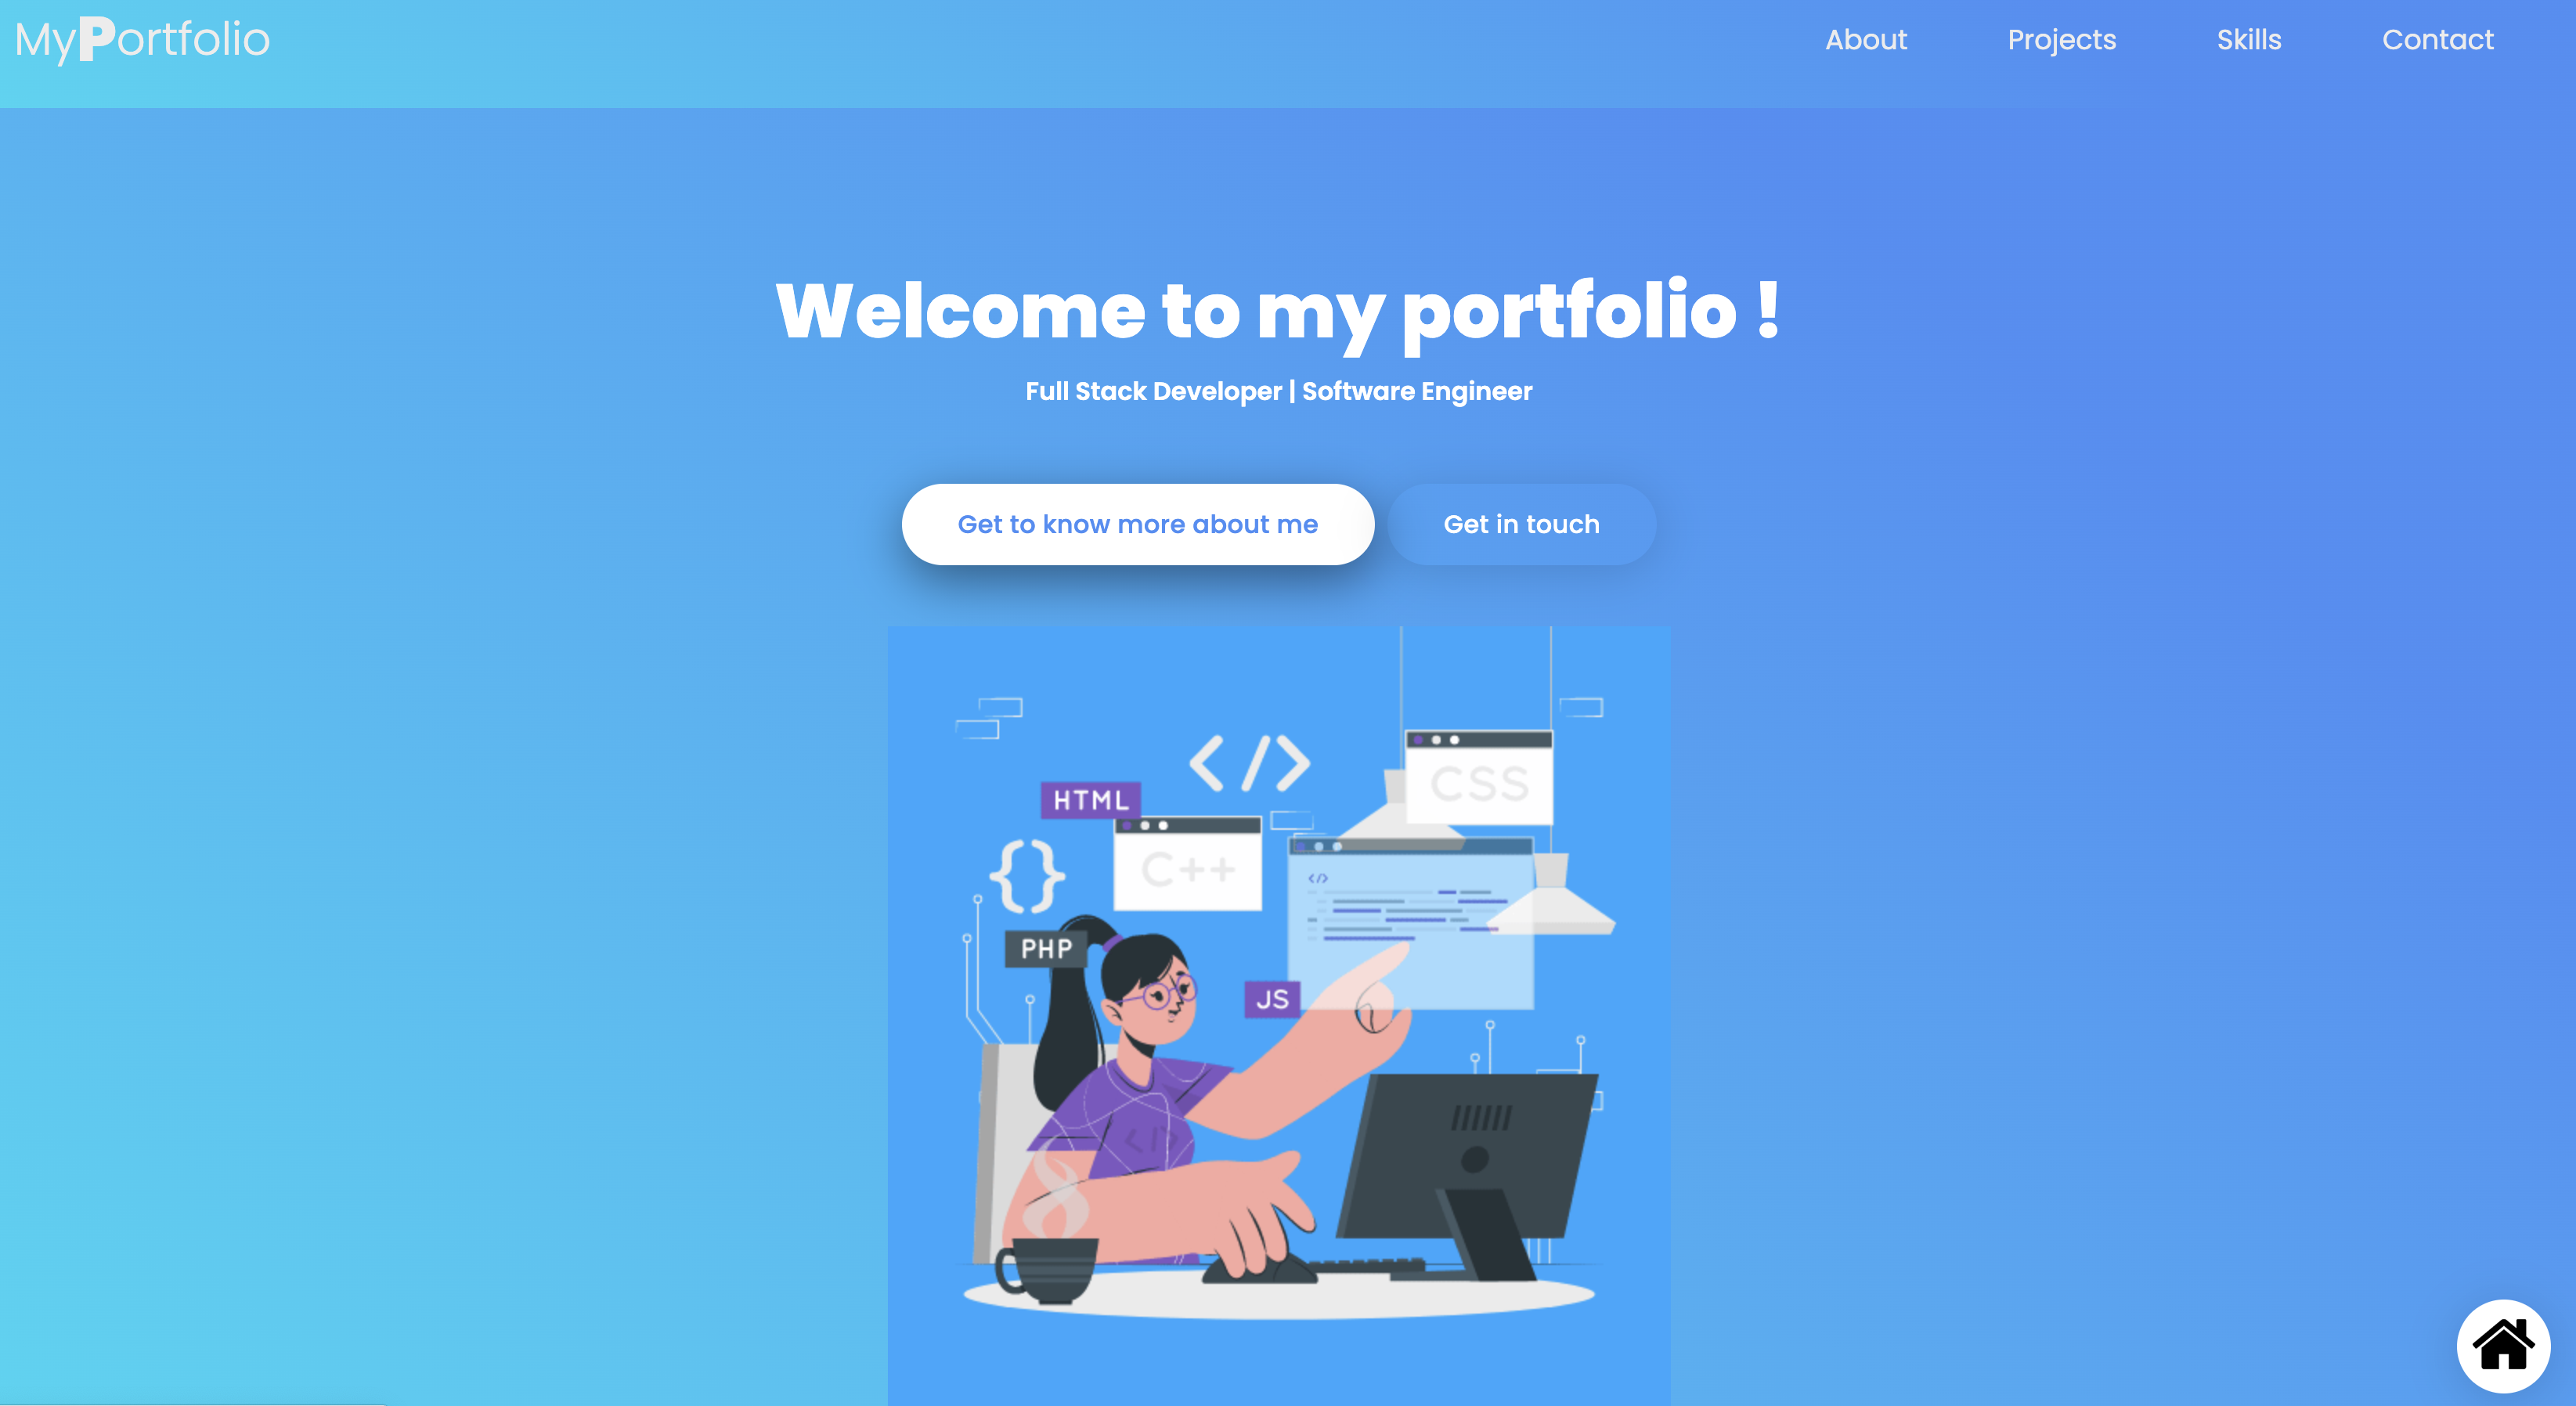 MyPortfolio
About Projects Skills Contact
Welcome to my portfolio !
Full Stack Developer | Software Engineer
Get to know more about me
Get in touch
</>
CSS
HTML
C++
{}
</>
PHP
JS
</>